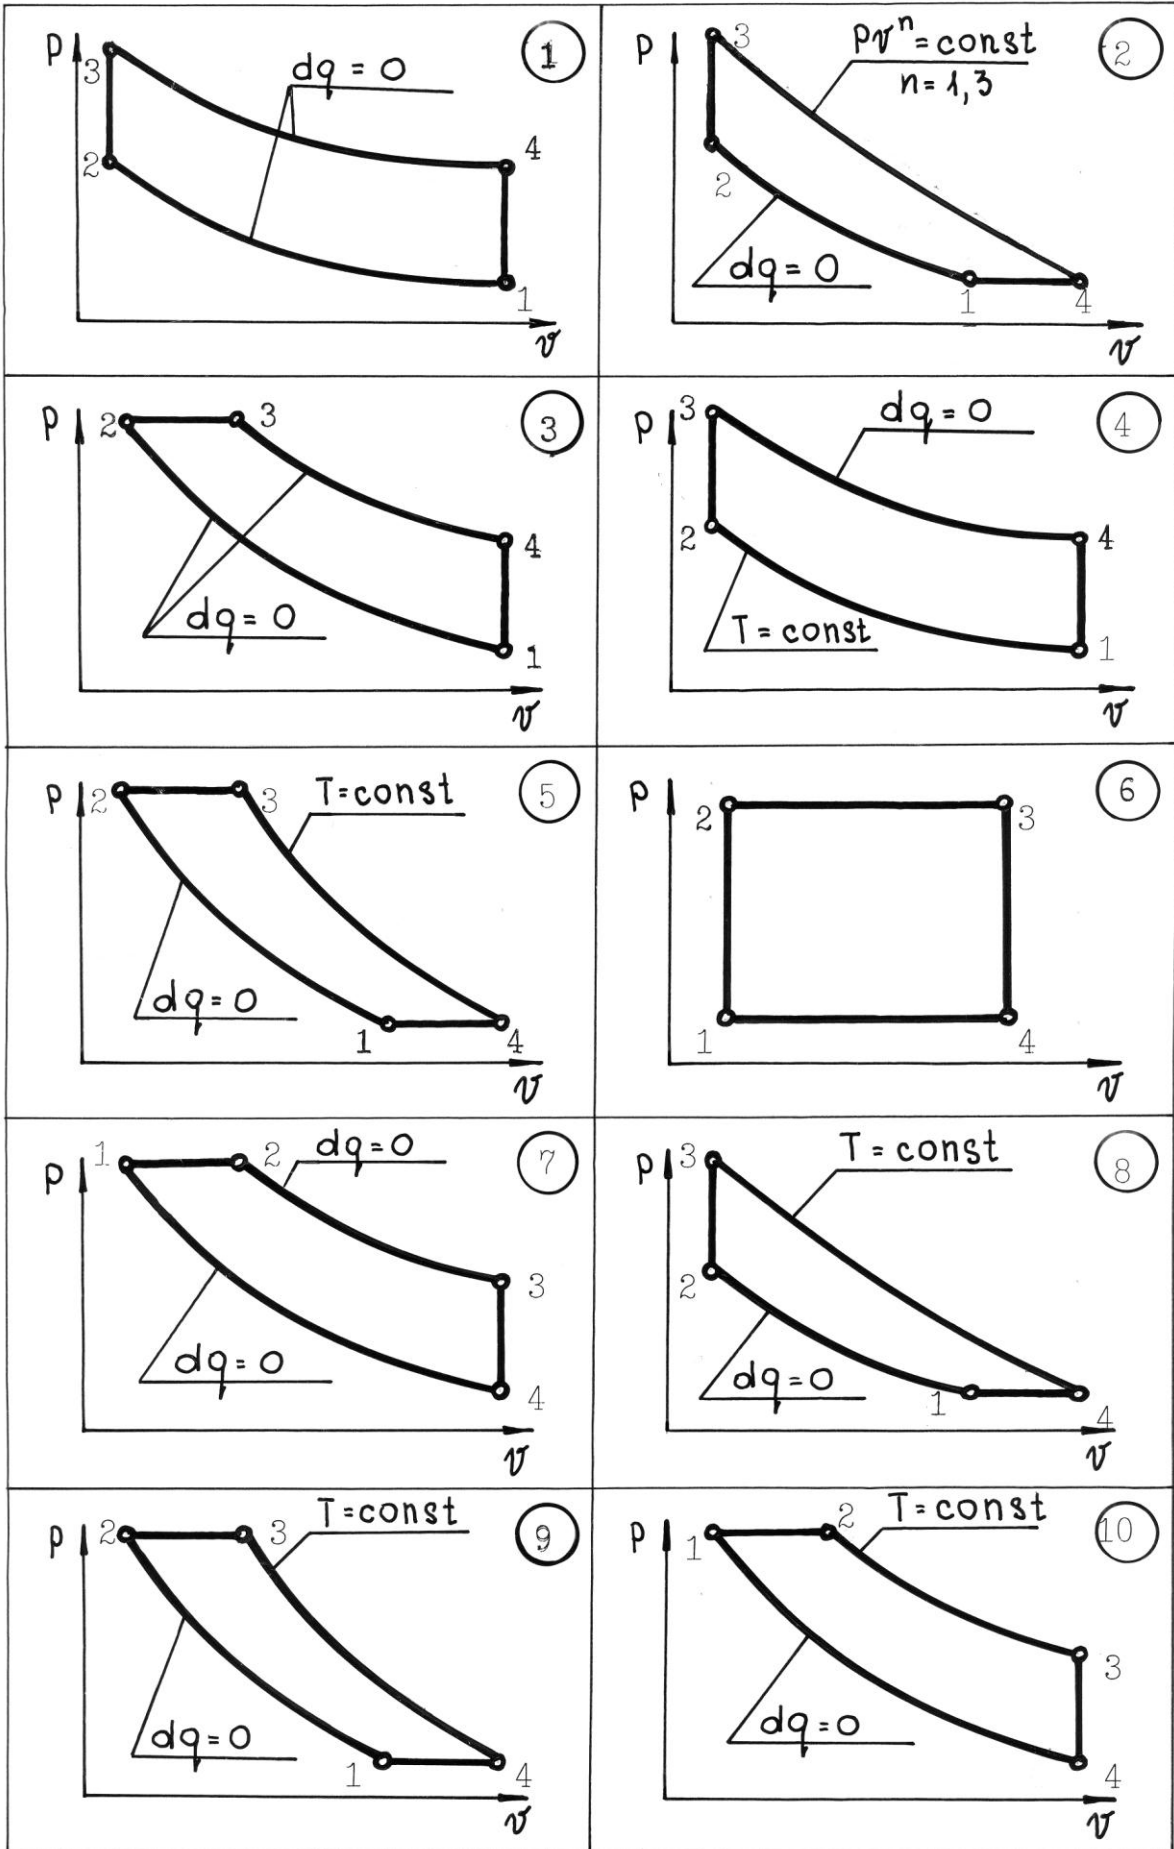 p 3 2 dq = 0 4 1 v 1
p 3 pvⁿ = const n = 1,3 2 dq = 0 1 4 v 2
p 2 3 dq = 0 4 1 v 3
p 3 dq = 0 2 T = const 4 1 v 4
p 2 3 T = const dq = 0 1 4 v 5
p 2 3 1 4 v 6
p 1 2 dq = 0 dq = 0 3 4 v 7
p 3 T = const 2 dq = 0 1 4 v 8
p 2 3 T = const dq = 0 1 4 v 9
p 1 2 T = const dq = 0 3 4 v 10